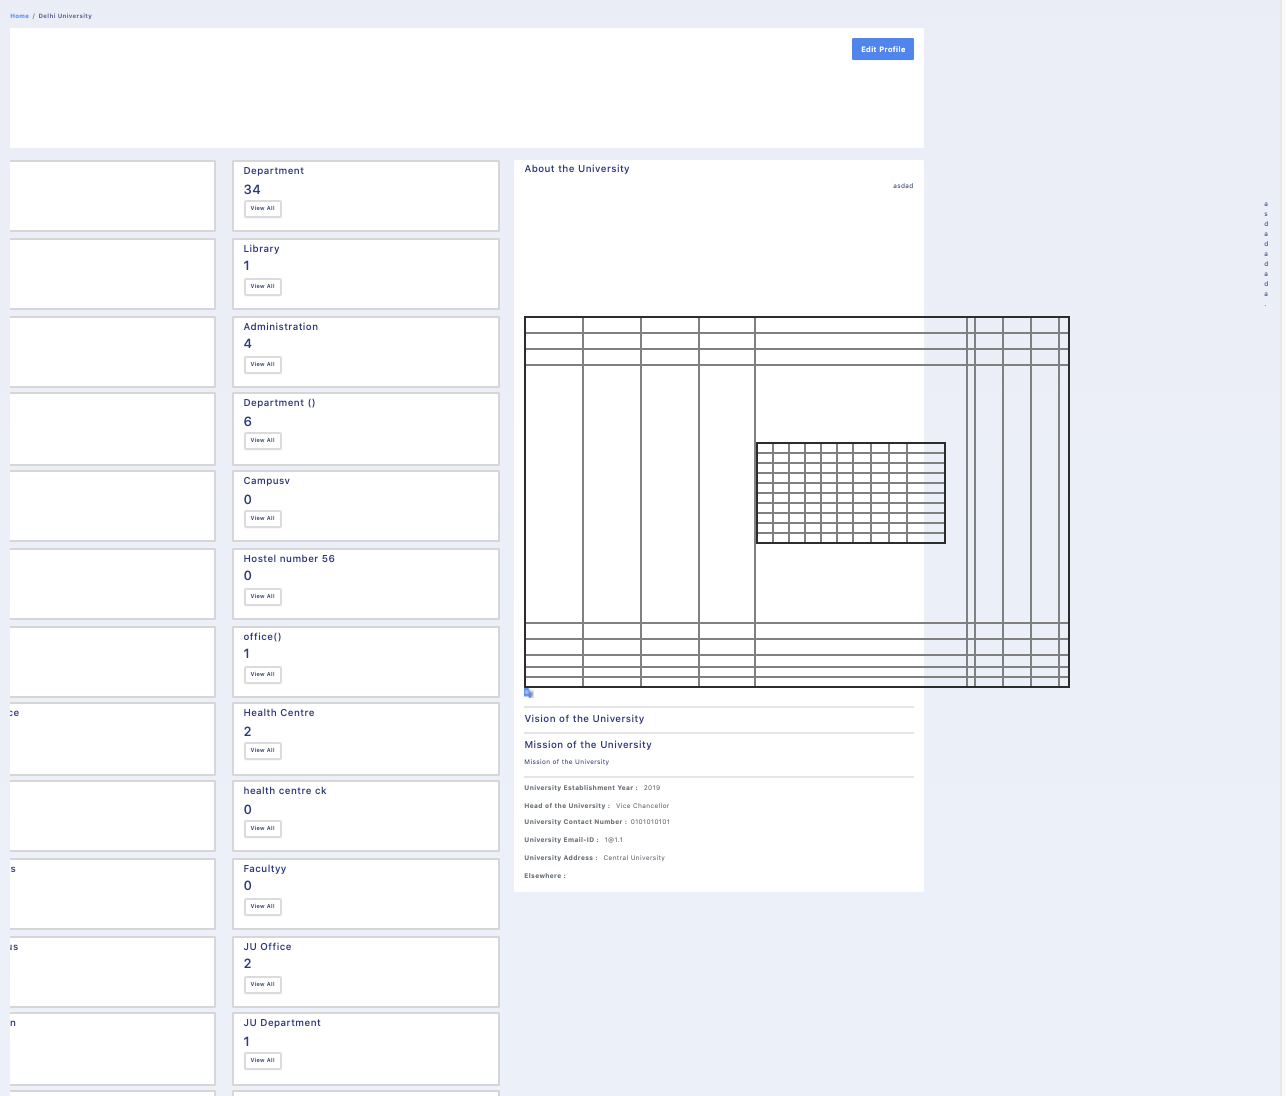 Home / Delhi University
Edit Profile
Department
34
View All
Library
1
View All
Administration
4
View All
Department ()
6
View All
Campusv
0
View All
Hostel number 56
0
View All
office()
1
View All
ce
Health Centre
2
View All
health centre ck
0
View All
s
Facultyy
0
View All
us
JU Office
2
View All
n
JU Department
1
View All
About the University
asdad
a
s
d
a
d
a
d
a
d
a
.
Vision of the University
Mission of the University
Mission of the University
University Establishment Year : 2019
Head of the University : Vice Chancellor
University Contact Number : 0101010101
University Email-ID : 1@1.1
University Address : Central University
Elsewhere :